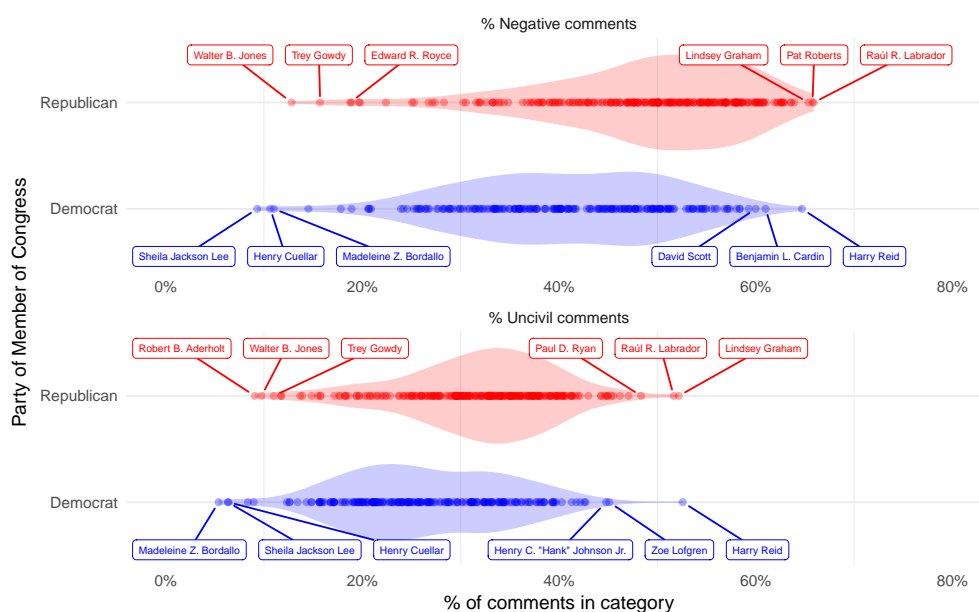 % Negative comments
Walter B. Jones
Trey Gowdy
Edward R. Royce
Lindsey Graham
Pat Roberts
Raúl R. Labrador
Republican
Democrat
Sheila Jackson Lee
Henry Cuellar
Madeleine Z. Bordallo
David Scott
Benjamin L. Cardin
Harry Reid
0% 20% 40% 60% 80%
Party of Member of Congress
% Uncivil comments
Robert B. Aderholt
Walter B. Jones
Trey Gowdy
Paul D. Ryan
Raúl R. Labrador
Lindsey Graham
Republican
Democrat
Madeleine Z. Bordallo
Sheila Jackson Lee
Henry Cuellar
Henry C. "Hank" Johnson Jr.
Zoe Lofgren
Harry Reid
0% 20% 40% 60% 80%
% of comments in category